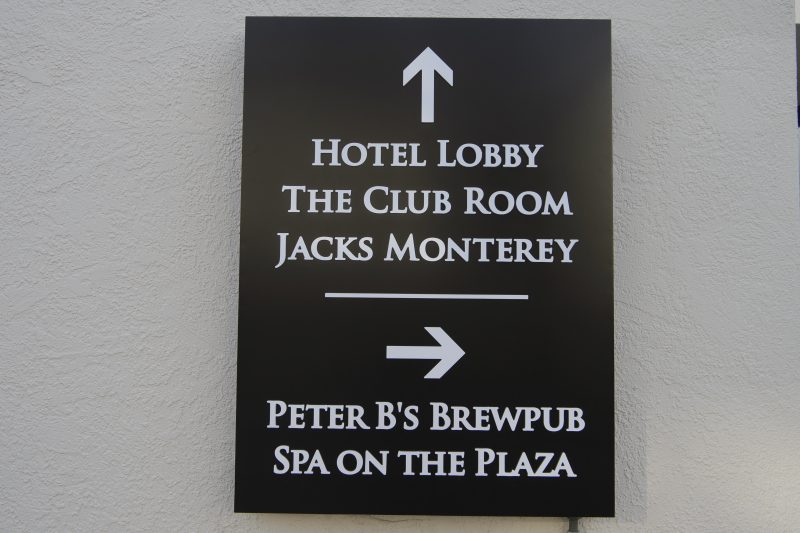 Hotel Lobby
The Club Room
Jacks Monterey
Peter B's Brewpub
Spa on the Plaza